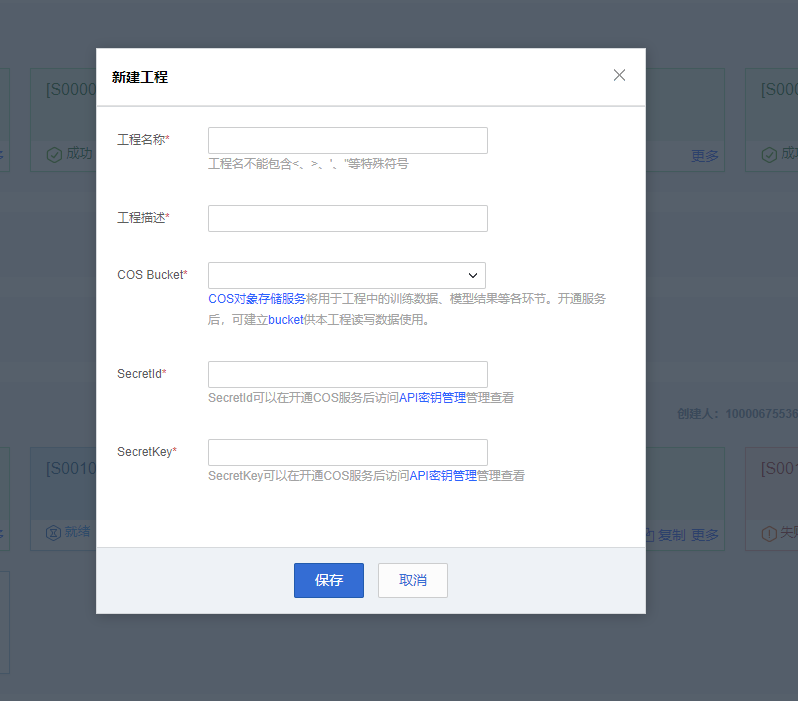 [S0000
[S00
成功
更多
新建工程
工程名称*
工程名不能包含<、>、'、"等特殊符号
工程描述*
COS Bucket*
COS对象存储服务将用于工程中的训练数据、模型结果等各环节。开通服务
后，可建立bucket供本工程读写数据使用。
SecretId*
SecretId可以在开通COS服务后访问API密钥管理管理查看
创建人：10000675536
SecretKey*
[S0010
[S00
SecretKey可以在开通COS服务后访问API密钥管理管理查看
就绪
复制 更多
保存
取消